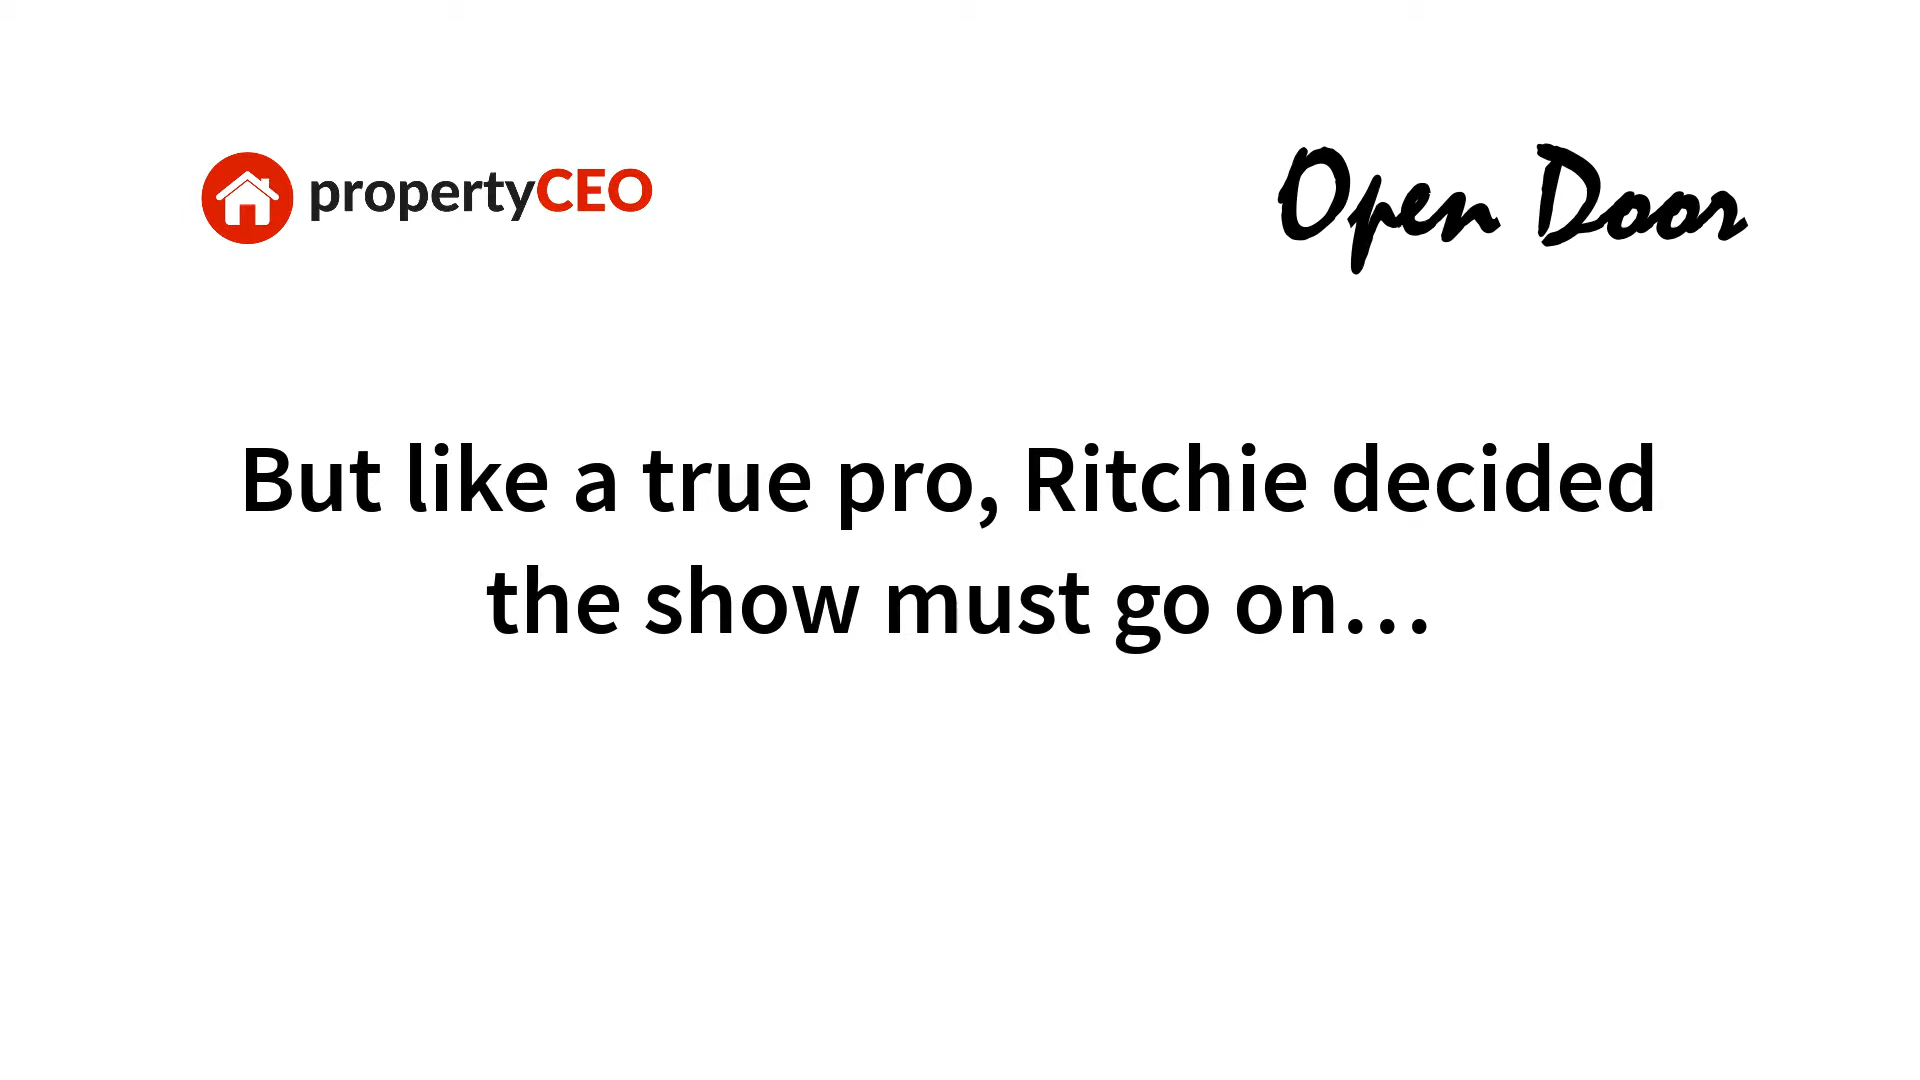 propertyCEO
Open Door
But like a true pro, Ritchie decided
the show must go on...